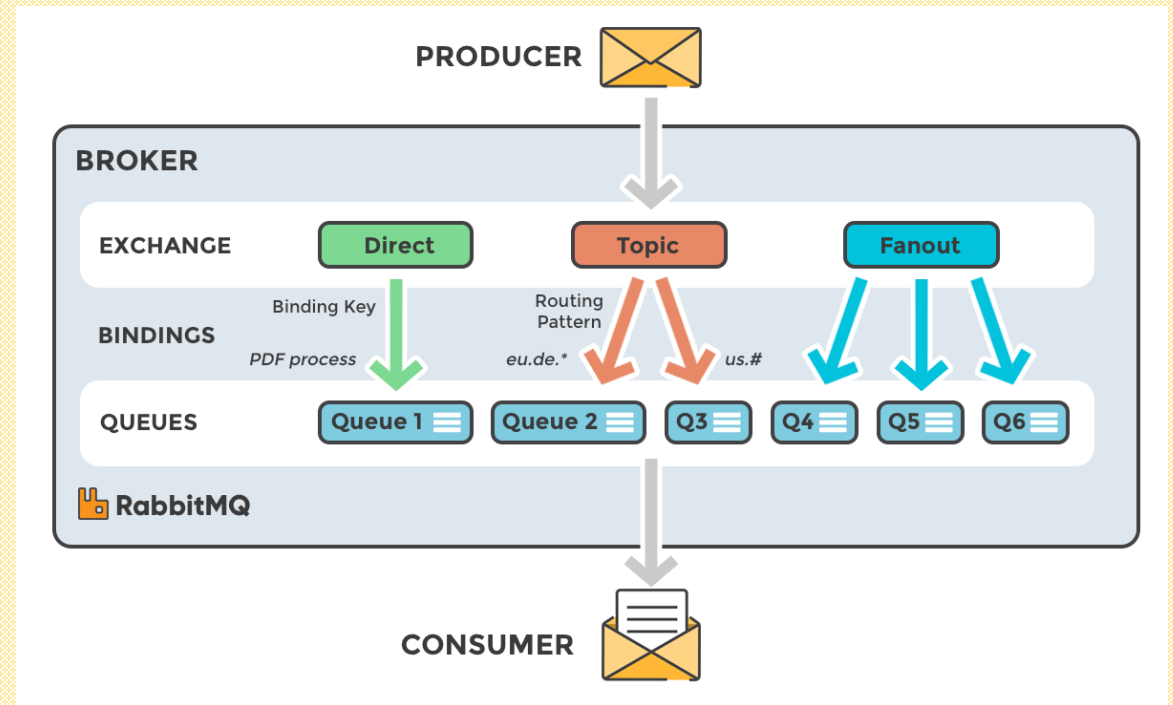 PRODUCER
BROKER
EXCHANGE
Direct
Topic
Fanout
Binding Key
Routing
Pattern
BINDINGS
PDF process
eu.de.*
us.#
QUEUES
Queue 1
Queue 2
Q3
Q4
Q5
Q6
RabbitMQ
CONSUMER